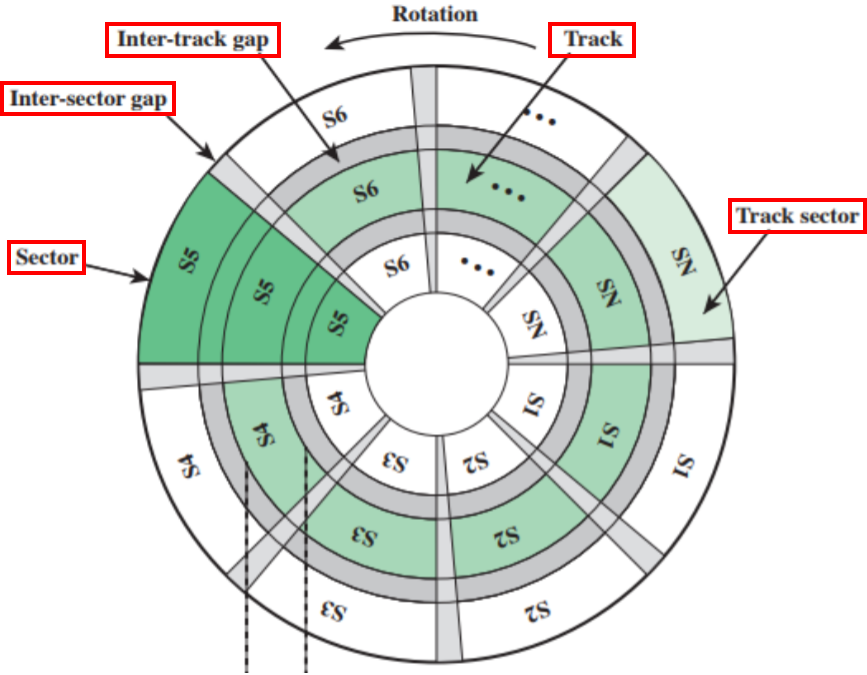 Rotation
Inter-track gap
Track
Inter-sector gap
S6
•••
S6
•••
Track sector
Sector
S5
S6
•••
SN
S5
SN
S5
SN
S4
S1
S4
S3
S2
S1
S4
S1
S3
S2
S3
S2